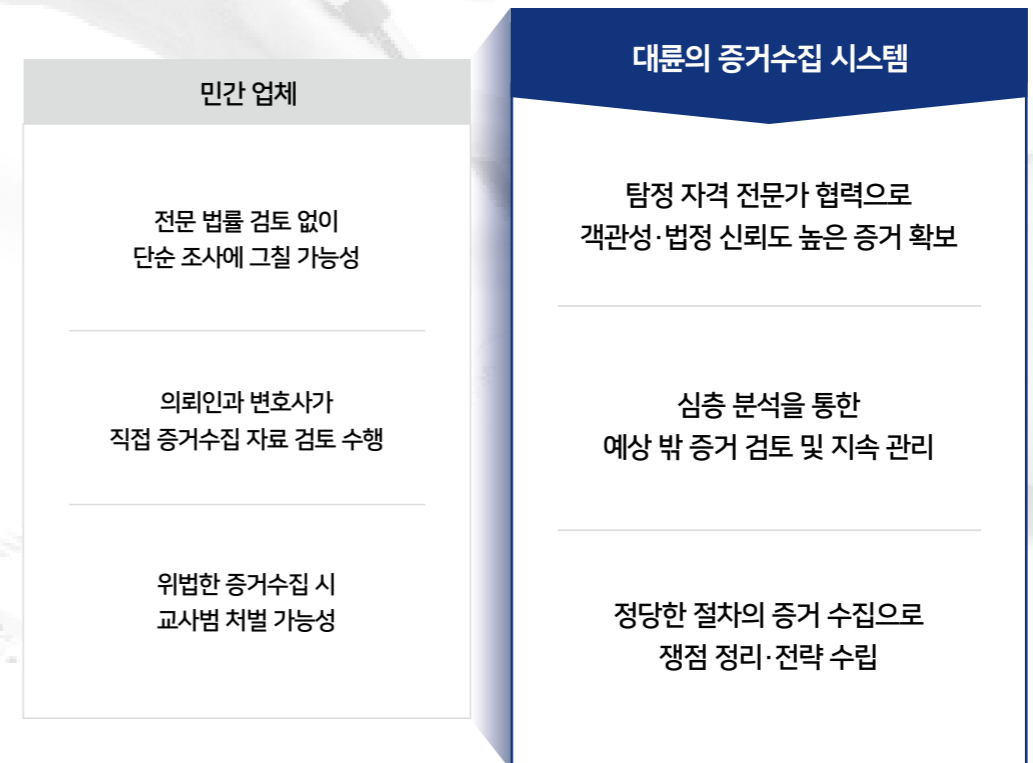 민간 업체
전문 법률 검토 없이
단순 조사에 그칠 가능성
의뢰인과 변호사가
직접 증거수집 자료 검토 수행
위법한 증거수집 시
교사범 처벌 가능성
대륜의 증거수집 시스템
탐정 자격 전문가 협력으로
객관성·법정 신뢰도 높은 증거 확보
심층 분석을 통한
예상 밖 증거 검토 및 지속 관리
정당한 절차의 증거 수집으로
쟁점 정리·전략 수립